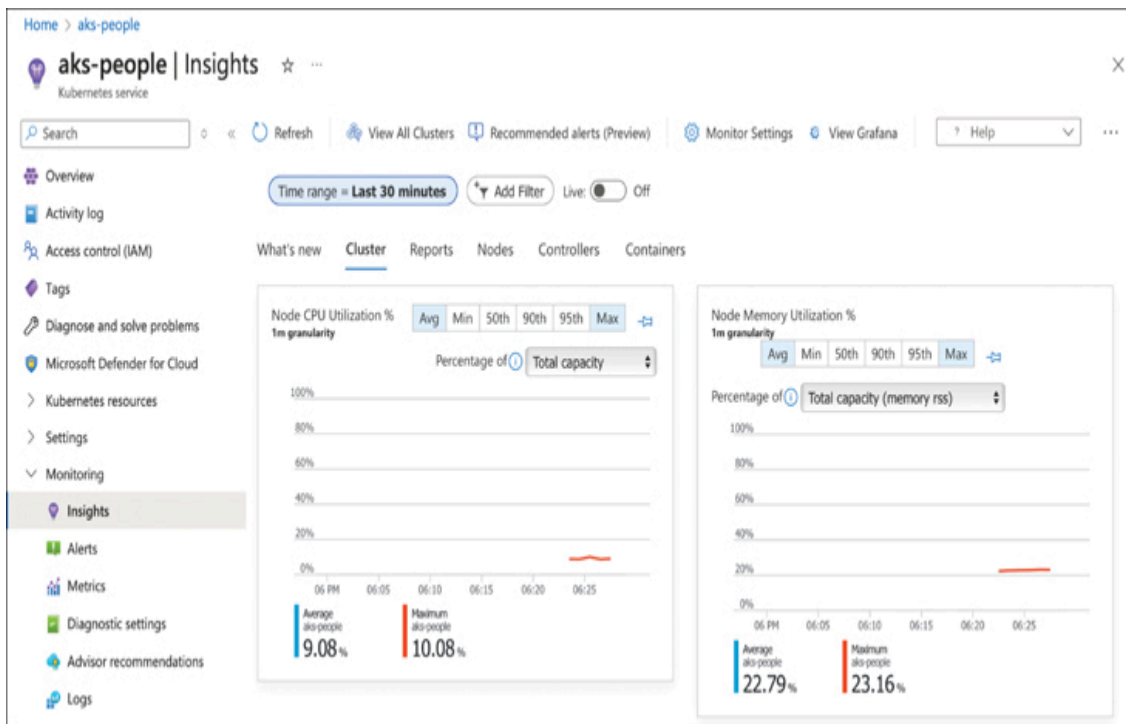 Home > aks-people
aks-people | Insights
Kubernetes service
Search
Refresh
View All Clusters
Recommended alerts (Preview)
Monitor Settings
View Grafana
? Help
Overview
Activity log
Access control (IAM)
Tags
Diagnose and solve problems
Microsoft Defender for Cloud
Kubernetes resources
Settings
Monitoring
Insights
Alerts
Metrics
Diagnostic settings
Advisor recommendations
Logs
Time range = Last 30 minutes
Add Filter
Live: Off
What's new Cluster Reports Nodes Controllers Containers
Node CPU Utilization %
1m granularity
Avg Min 50th 90th 95th Max
Percentage of Total capacity
100%
80%
60%
40%
20%
0%
06 PM 06:05 06:10 06:15 06:20 06:25
Average
aks-people
9.08 %
Maximum
aks-people
10.08 %
Node Memory Utilization %
1m granularity
Avg Min 50th 90th 95th Max
Percentage of Total capacity (memory rss)
100%
80%
60%
40%
20%
0%
06 PM 06:05 06:10 06:15 06:20 06:25
Average
aks-people
22.79 %
Maximum
aks-people
23.16 %